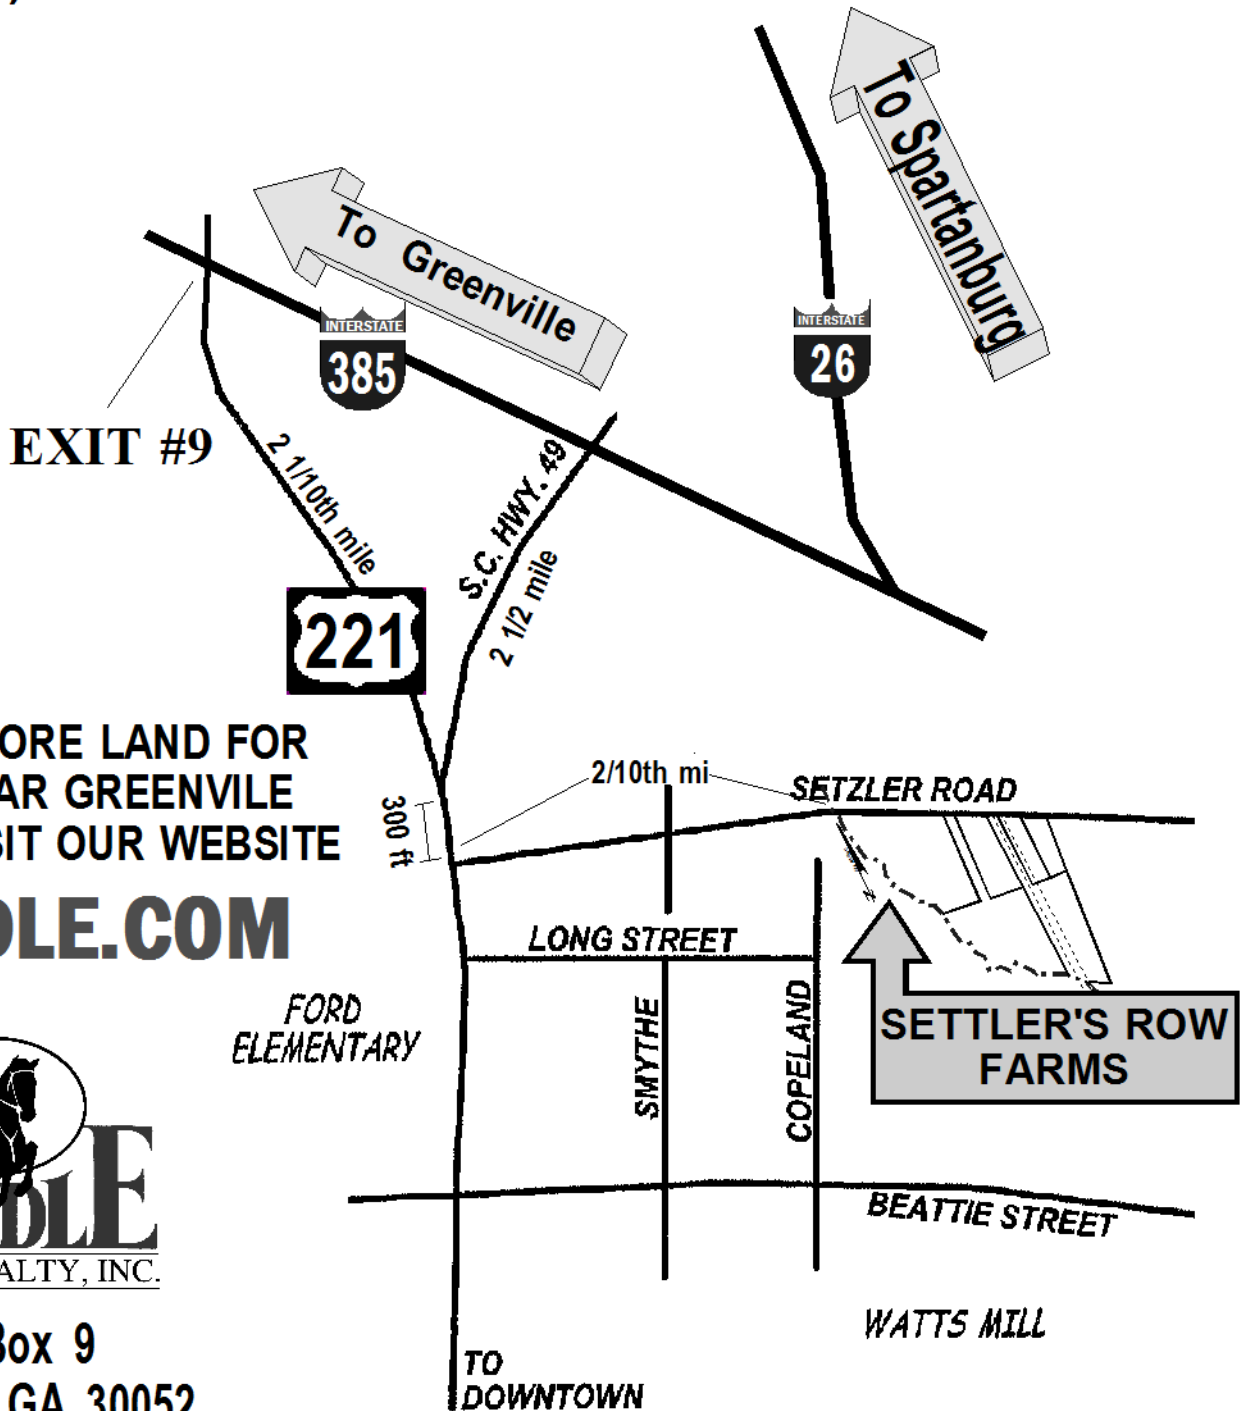 To Spartanburg
To Greenville
INTERSTATE
385
INTERSTATE
26
EXIT #9
2 1/10th mile
S.C. HWY. 49
2 1/2 mile
221
ORE LAND FOR
AR GREENVILE
SIT OUR WEBSITE
DLE.COM
2/10th mi
SETZLER ROAD
300 ft
LONG STREET
FORD
ELEMENTARY
SMYTHE
COPELAND
SETTLER'S ROW
FARMS
DLE
ALTY, INC.
BEATTIE STREET
WATTS MILL
Box 9
GA 30052
TO
DOWNTOWN